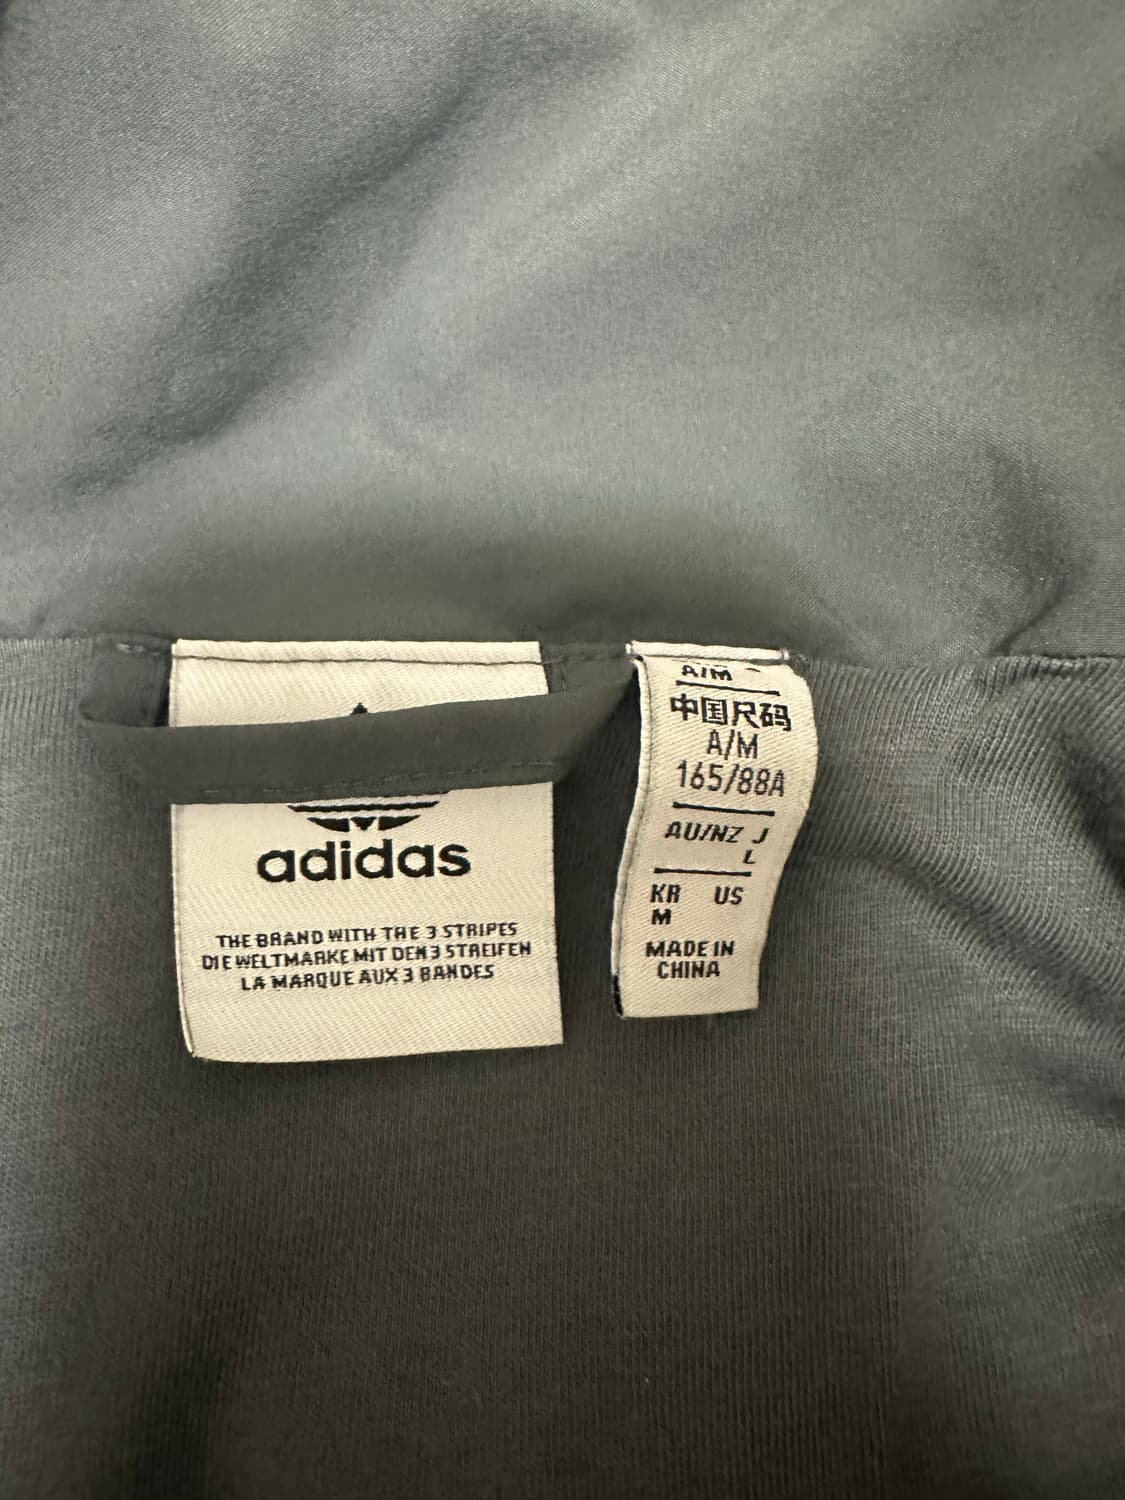 adidas
THE BRAND WITH THE 3 STRIPES
DIE WELTMARKE MIT DEN 3 STREIFEN
LA MARQUE AUX 3 BANDES
A/M
中国尺码
A/M
165/88A
AU/NZ J
L
KR US
M
MADE IN
CHINA